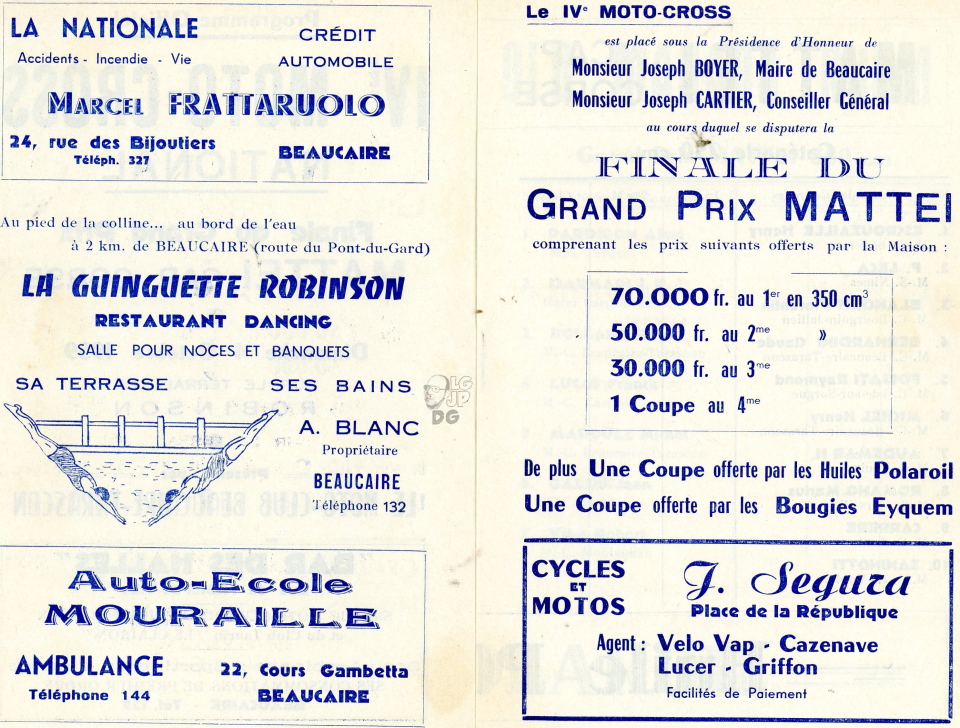 LA NATIONALE
Accidents - Incendie - Vie
CRÉDIT
AUTOMOBILE
MARCEL FRATTARUOLO
24, rue des Bijoutiers
Téléph. 327
BEAUCAIRE
Au pied de la colline... au bord de l'eau
à 2 km. de BEAUCAIRE (route du Pont-du-Gard)
LA GUINGUETTE ROBINSON
RESTAURANT DANCING
SALLE POUR NOCES ET BANQUETS
SA TERRASSE
SES BAINS
A. BLANC
Propriétaire
BEAUCAIRE
Téléphone 132
Auto-Ecole
MOURAILLE
AMBULANCE
Téléphone 144
22, Cours Gambetta
BEAUCAIRE
Le IVe MOTO-CROSS
est placé sous la Présidence d'Honneur de
Monsieur Joseph BOYER, Maire de Beaucaire
Monsieur Joseph CARTIER, Conseiller Général
au cours duquel se disputera la
FINALE DU
GRAND PRIX MATTEI
comprenant les prix suivants offerts par la Maison :
70.000 fr. au 1er en 350 cm3
50.000 fr. au 2me »
30.000 fr. au 3me
1 Coupe au 4me
De plus Une Coupe offerte par les Huiles Polaroil
Une Coupe offerte par les Bougies Eyquem
CYCLES
ET
MOTOS
J. Segura
Place de la République
Agent : Velo Vap - Cazenave
Lucer - Griffon
Facilités de Paiement
LG
JP
DG